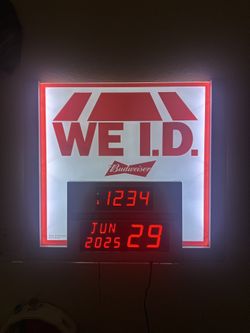 WE I.D.
Budweiser
:1234
JUN
2025 29